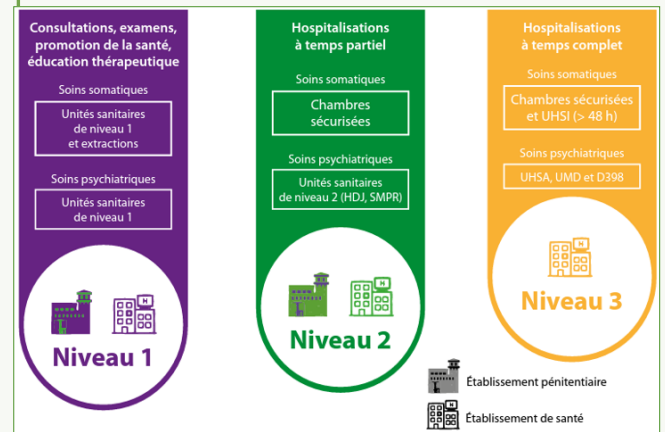 Consultations, examens,
promotion de la santé,
éducation thérapeutique
Soins somatiques
Unités sanitaires
de niveau 1
et extractions
Soins psychiatriques
Unités sanitaires
de niveau 1
Niveau 1
Hospitalisations
à temps partiel
Soins somatiques
Chambres
sécurisées
Soins psychiatriques
Unités sanitaires
de niveau 2 (HDJ, SMPR)
Niveau 2
Hospitalisations
à temps complet
Soins somatiques
Chambres sécurisées
et UHSI (> 48 h)
Soins psychiatriques
UHSA, UMD et D398
Niveau 3
Établissement pénitentiaire
Établissement de santé